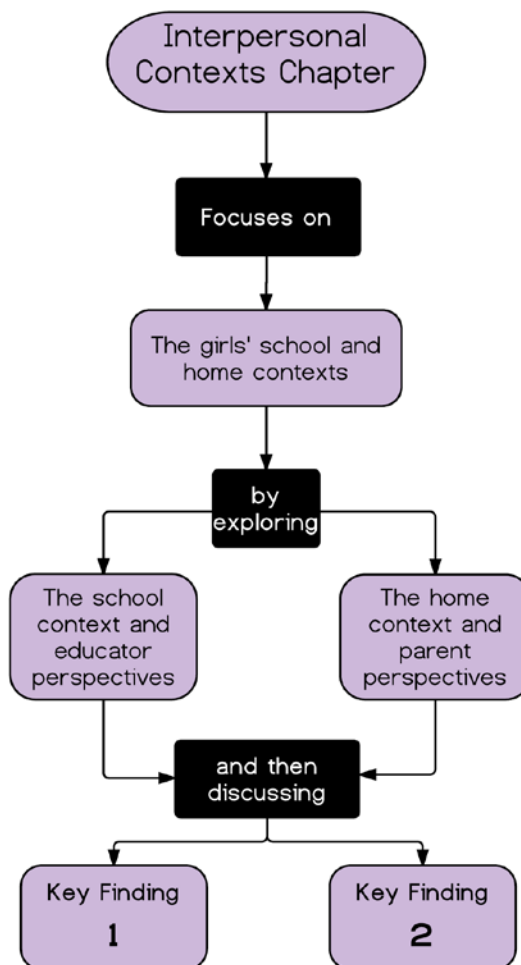 Interpersonal
Contexts Chapter
Focuses on
The girls' school and
home contexts
by
exploring
The school
context and
educator
perspectives
The home
context and
parent
perspectives
and then
discussing
Key Finding
1
Key Finding
2